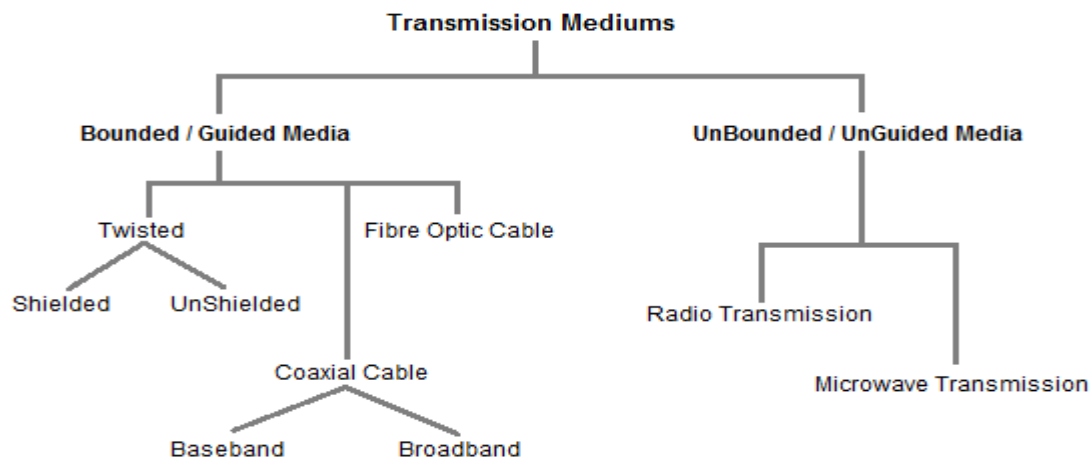 Transmission Mediums
Bounded / Guided Media
UnBounded / UnGuided Media
Twisted
Fibre Optic Cable
Shielded
UnShielded
Radio Transmission
Coaxial Cable
Microwave Transmission
Baseband
Broadband